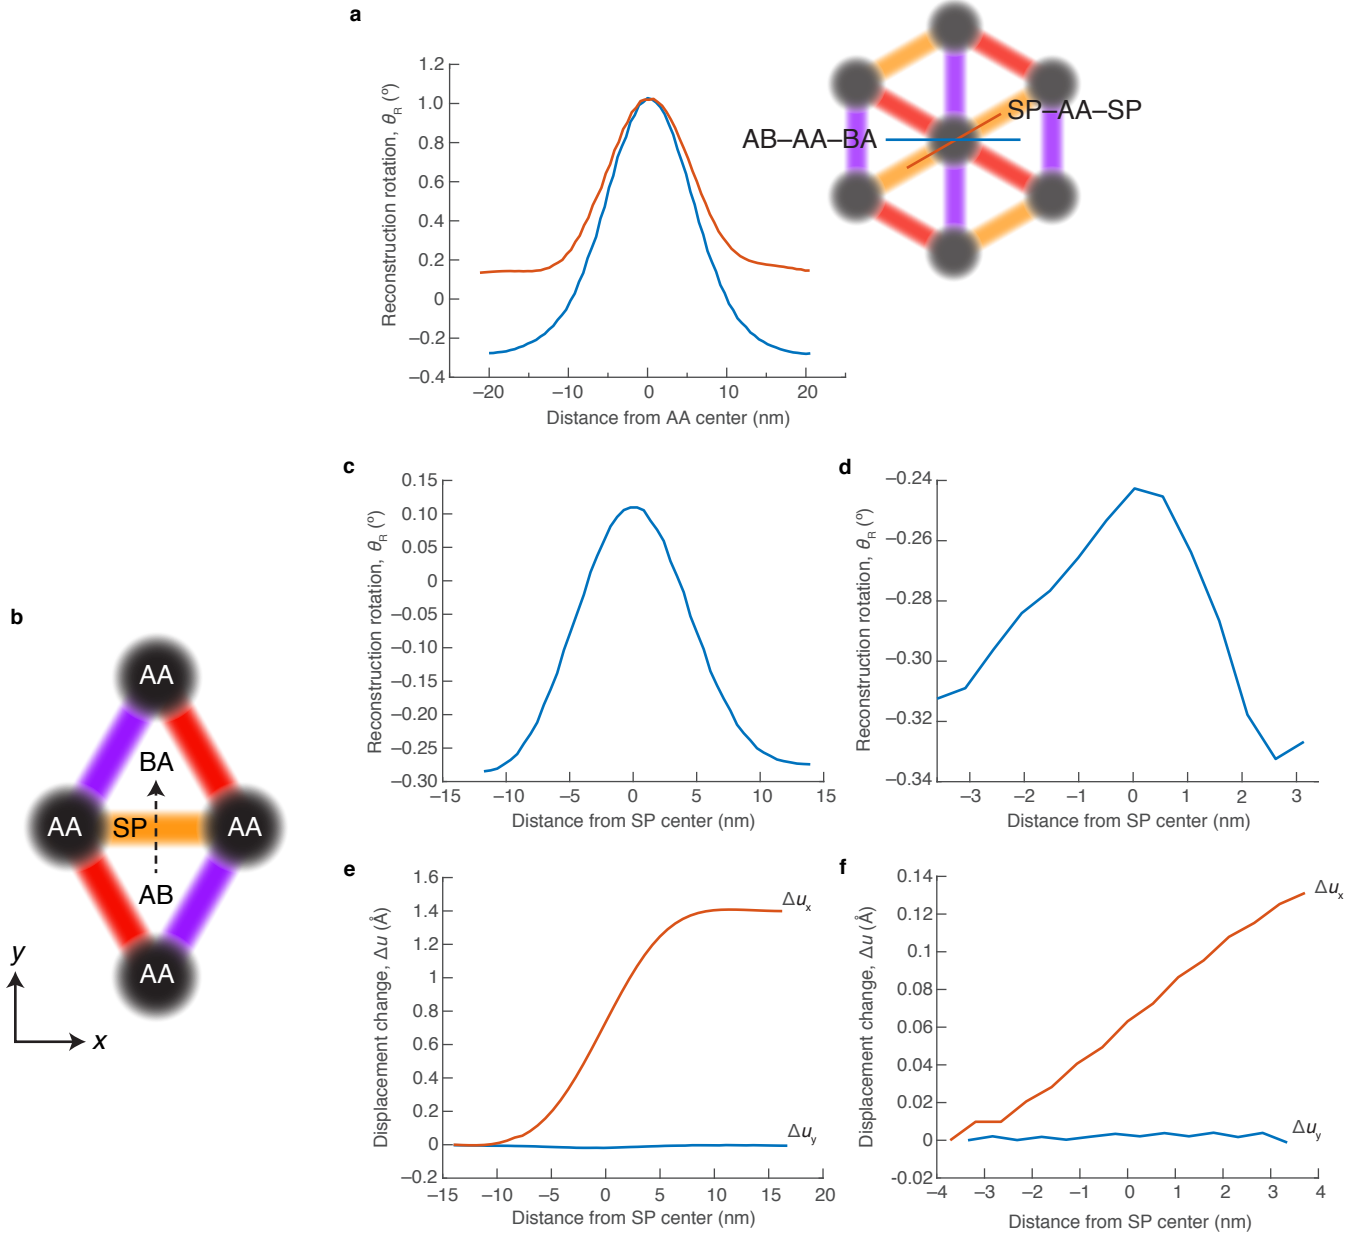 a
1.2
1.0
0.8
0.6
0.4
0.2
0
−0.2
−0.4
Reconstruction rotation, θR (º)
−20
−10
0
10
20
Distance from AA center (nm)
SP–AA–SP
AB–AA–BA
b
AA
BA
AA
SP
AA
AB
AA
y
x
c
0.15
0.10
0.05
0
−0.05
−0.10
−0.15
−0.20
−0.25
−0.30
Reconstruction rotation, θR (º)
−15
−10
−5
0
5
10
15
Distance from SP center (nm)
d
−0.24
−0.26
−0.28
−0.30
−0.32
−0.34
Reconstruction rotation, θR (º)
−3
−2
−1
0
1
2
3
Distance from SP center (nm)
e
1.6
1.4
1.2
1
0.8
0.6
0.4
0.2
0
−0.2
Displacement change, Δu (Å)
Δux
Δuy
−15
−10
−5
0
5
10
15
20
Distance from SP center (nm)
f
0.14
0.12
0.10
0.08
0.06
0.04
0.02
0
-0.02
Displacement change, Δu (Å)
Δux
Δuy
−4
−3
−2
−1
0
1
2
3
4
Distance from SP center (nm)